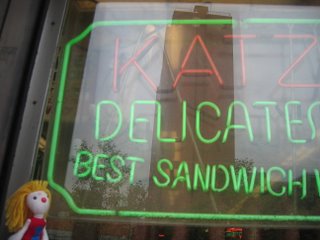 KATZ
DELICATES
BEST SANDWICH